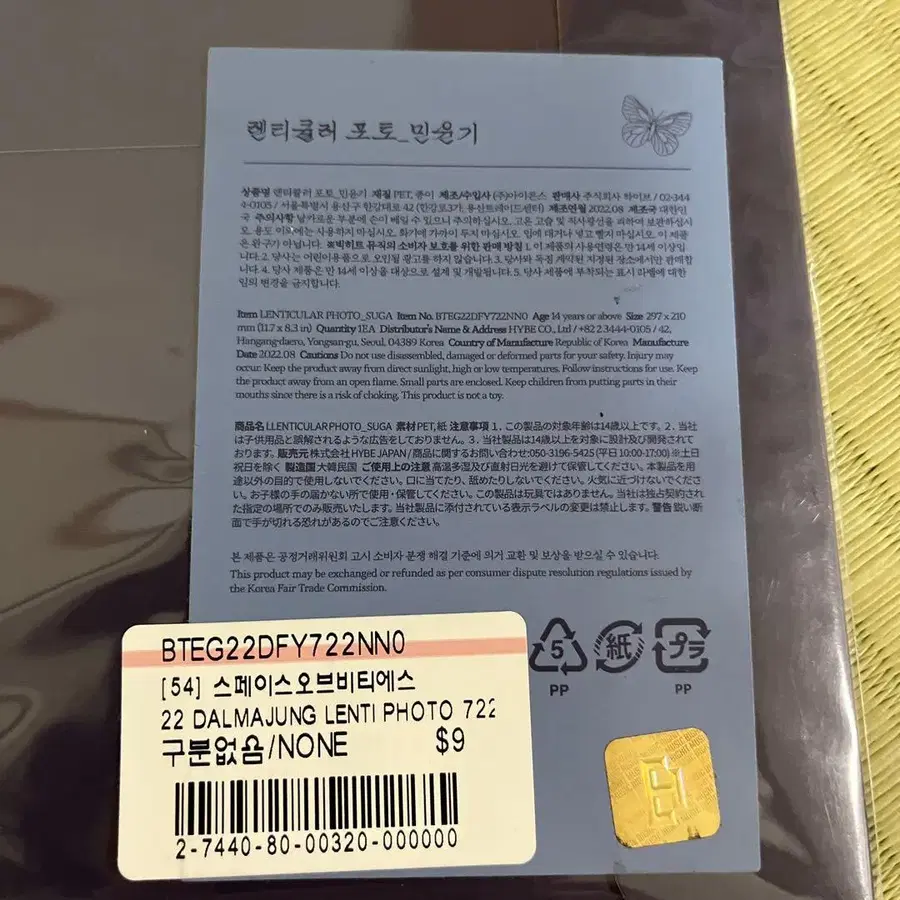 렌티큘러 포토_민윤기
상품명 렌티큘러 포토_민윤기 재질 PET, 종이 제조/수입사 (주)아이콘스 판매사 주식회사 하이브 / 02-344
4-0105 / 서울특별시 용산구 한강대로 42 (한강로3가, 용산트레이드센터) 제조연월 2022.08 제조국 대한민
국 주의사항 날카로운 부분에 손이 베일 수 있으니 주의하십시오. 고온 고습 및 직사광선을 피하여 보관하십시
오. 용도 이외에는 사용하지 마십시오. 화기에 가까이 두지 마십시오. 입에 대거나 넣고 빨지 마십시오. 이 제품
은 완구가 아닙니다. ※빅히트 뮤직의 소비자 보호를 위한 판매 방침 1. 이 제품의 사용연령은 만 14세 이상입
니다. 2. 당사는 어린이용품으로 오인될 광고를 하지 않습니다. 3. 당사와 독점 계약된 지정된 장소에서만 판매합
니다. 4. 당사 제품은 만 14세 이상을 대상으로 설계 및 개발됩니다. 5. 당사 제품에 부착되는 표시 라벨에 대한
임의 변경을 금지합니다.
Item LENTICULAR PHOTO_SUGA Item No. BTEG22DFY722NN0 Age 14 years or above Size 297 x 210
mm (11.7 x 8.3 in) Quantity 1EA Distributor's Name & Address HYBE CO., Ltd / +82 2 3444-0105 / 42,
Hangang-daero, Yongsan-gu, Seoul, 04389 Korea Country of Manufacture Republic of Korea Manufacture
Date 2022.08 Cautions Do not use disassembled, damaged or deformed parts for your safety. Injury may
occur. Keep the product away from direct sunlight, high or low temperatures. Follow instructions for use. Keep
the product away from an open flame. Small parts are enclosed. Keep children from putting parts in their
mouths since there is a risk of choking. This product is not a toy.
商品名 LLENTICULAR PHOTO_SUGA 素材 PET, 紙 注意事項 1. この製品の対象年齢は14歳以上です。2. 当社
は子供用品と誤解されるような広告をしておりません。3. 当社製品は14歳以上を対象に設計及び開発されて
おります。販売元 株式会社 HYBE JAPAN / 商品に関するお問い合わせ:050-3196-5425 (平日 10:00-17:00) ※土日
祝日を除く 製造国 大韓民国 ご使用上の注意 高温多湿及び直射日光を避けて保管してください。本製品を用
途以外の目的で使用しないでください。口に当てたり、舐めたりしないでください。火気に近づけないでくださ
い。お子様の手の届かない所で使用・保管してください。この製品は玩具ではありません。当社は独占契約され
た指定の場所でのみ販売いたします。当社製品に添付されている表示ラベルの変更は禁止します。警告 鋭い断
面で手が切れる恐れがあるのでご注意ください。
본 제품은 공정거래위원회 고시 소비자 분쟁 해결 기준에 의거 교환 및 보상을 받으실 수 있습니다.
This product may be exchanged or refunded as per consumer dispute resolution regulations issued by
the Korea Fair Trade Commission.
5 紙 プラ
PP PP
BTEG22DFY722NN0
[54] 스페이스오브비티에스
22 DALMAJUNG LENTI PHOTO 722
구분없음/NONE $9
2-7440-80-00320-000000